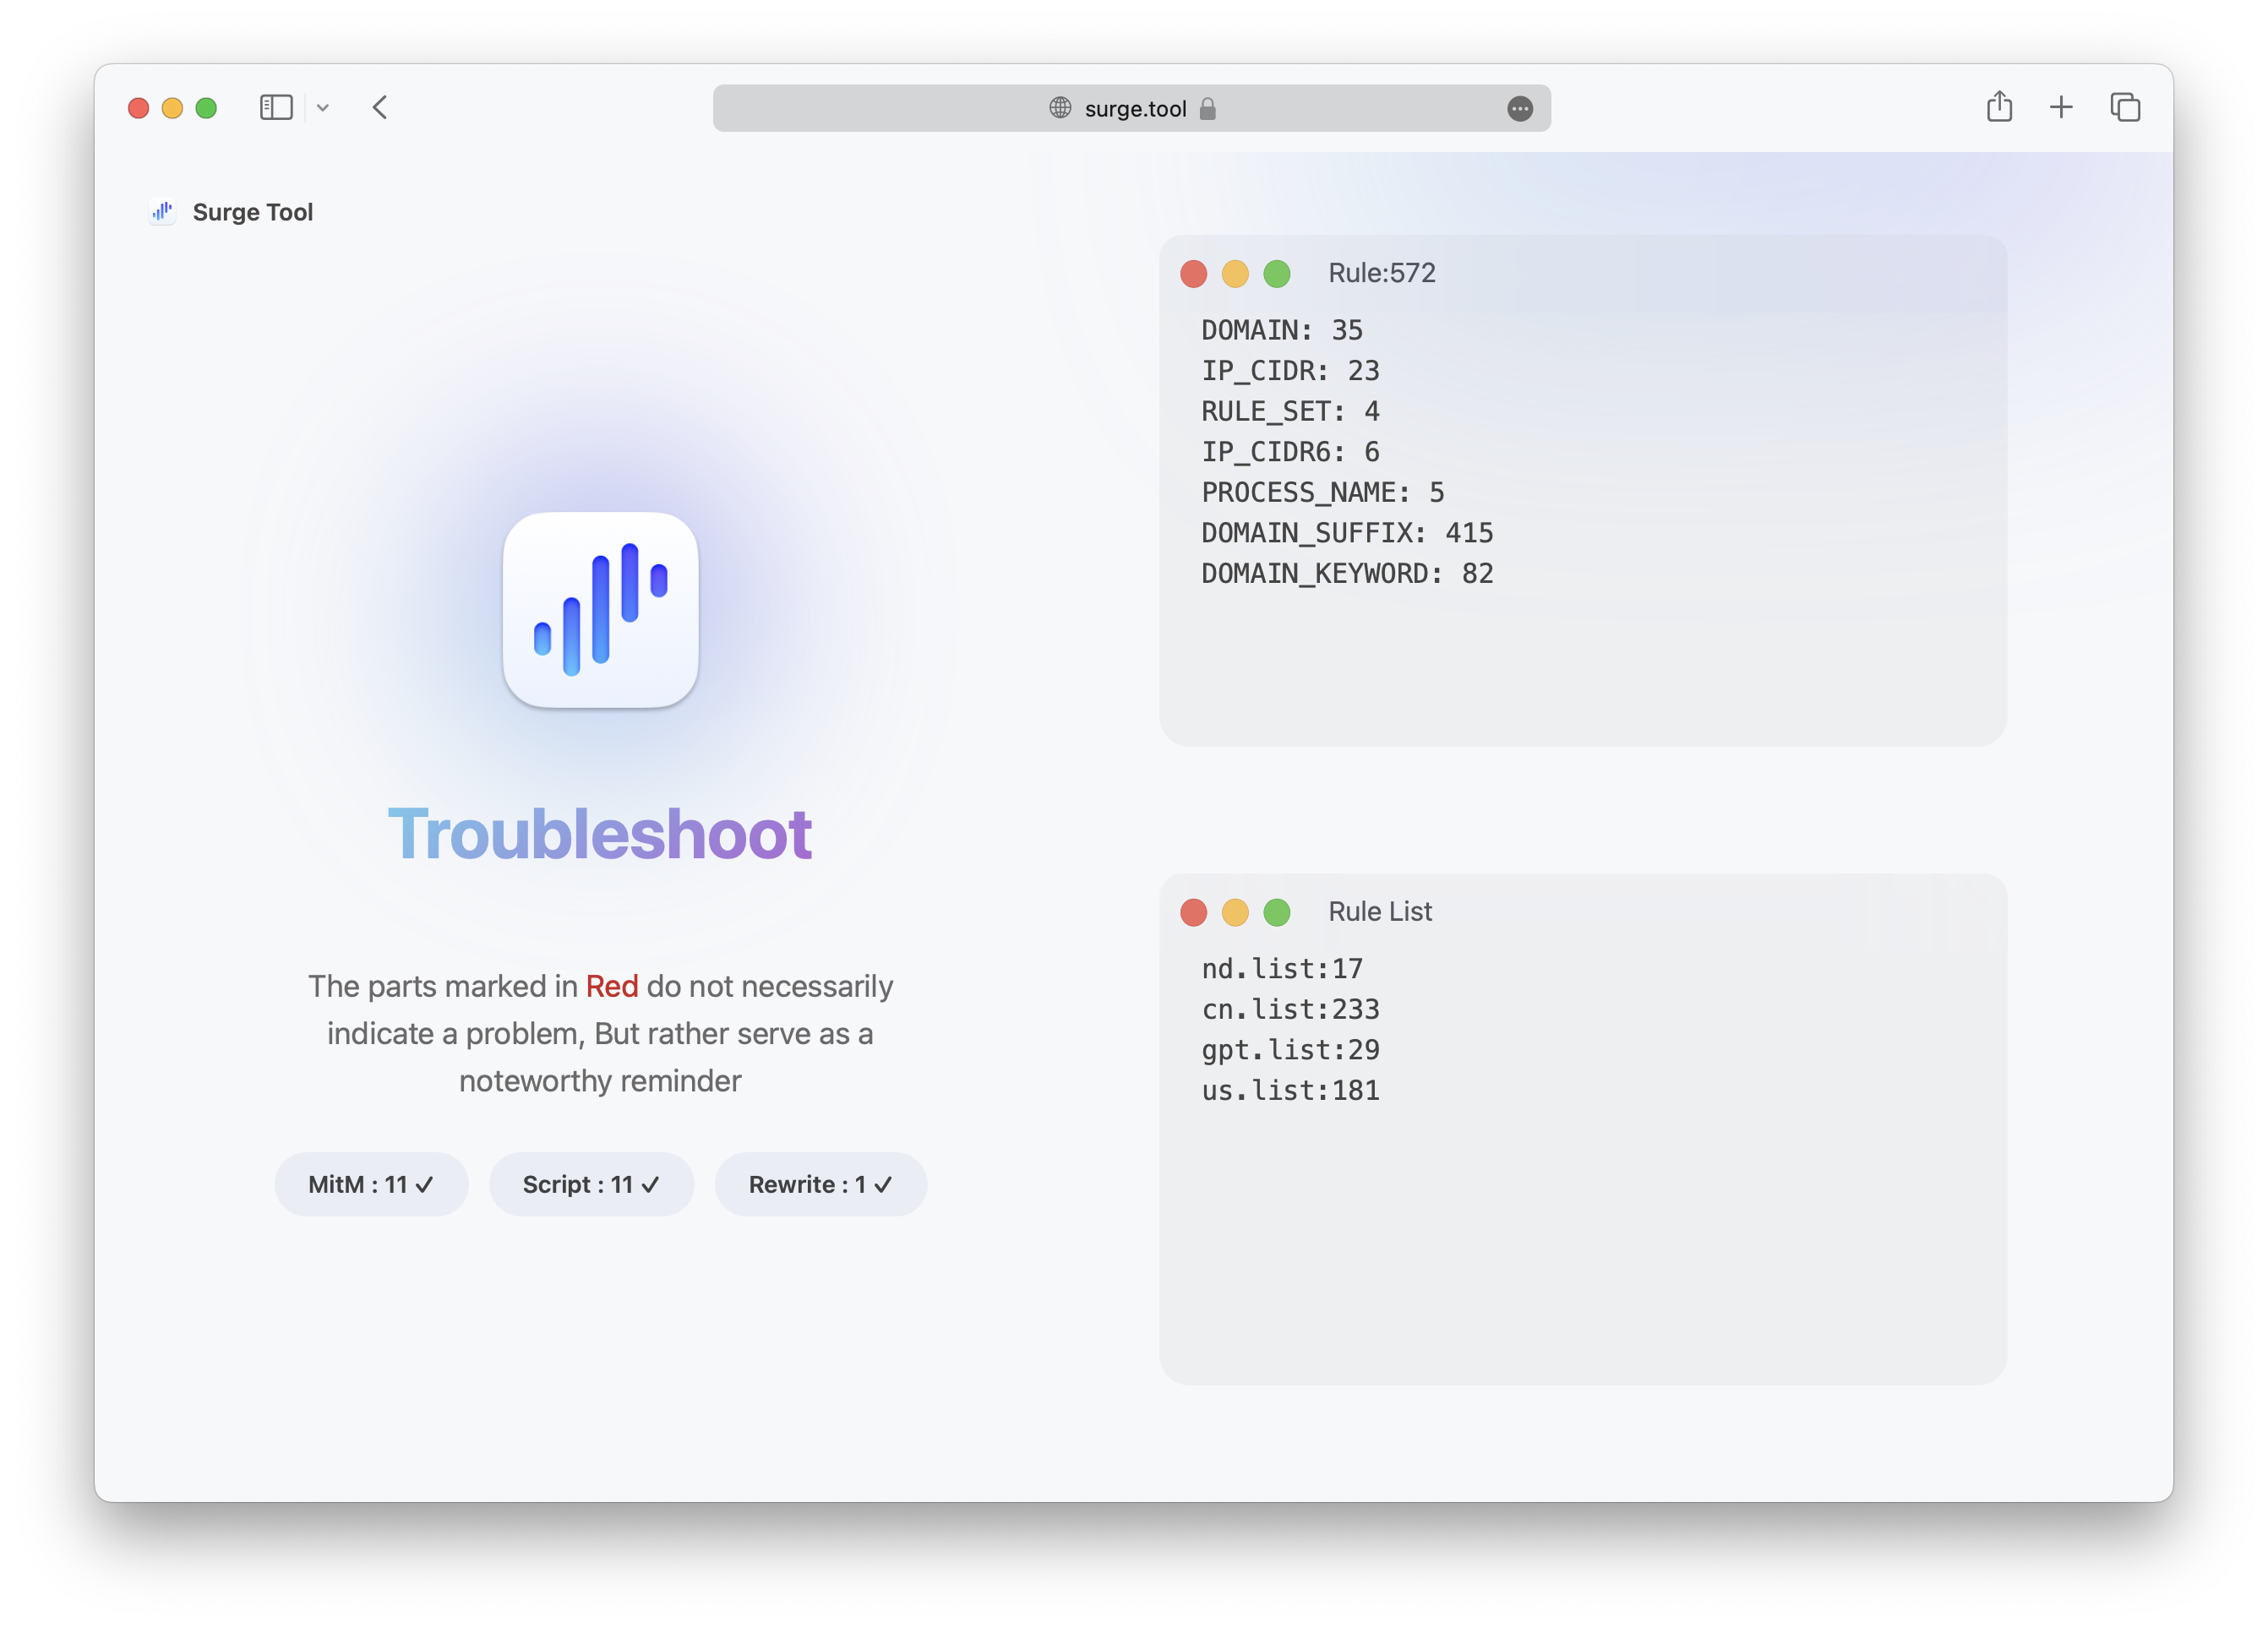 surge.tool
Surge Tool
Troubleshoot
The parts marked in Red do not necessarily
indicate a problem, But rather serve as a
noteworthy reminder
MitM : 11 ✓
Script : 11 ✓
Rewrite : 1 ✓
Rule:572
DOMAIN: 35
IP_CIDR: 23
RULE_SET: 4
IP_CIDR6: 6
PROCESS_NAME: 5
DOMAIN_SUFFIX: 415
DOMAIN_KEYWORD: 82
Rule List
nd.list:17
cn.list:233
gpt.list:29
us.list:181